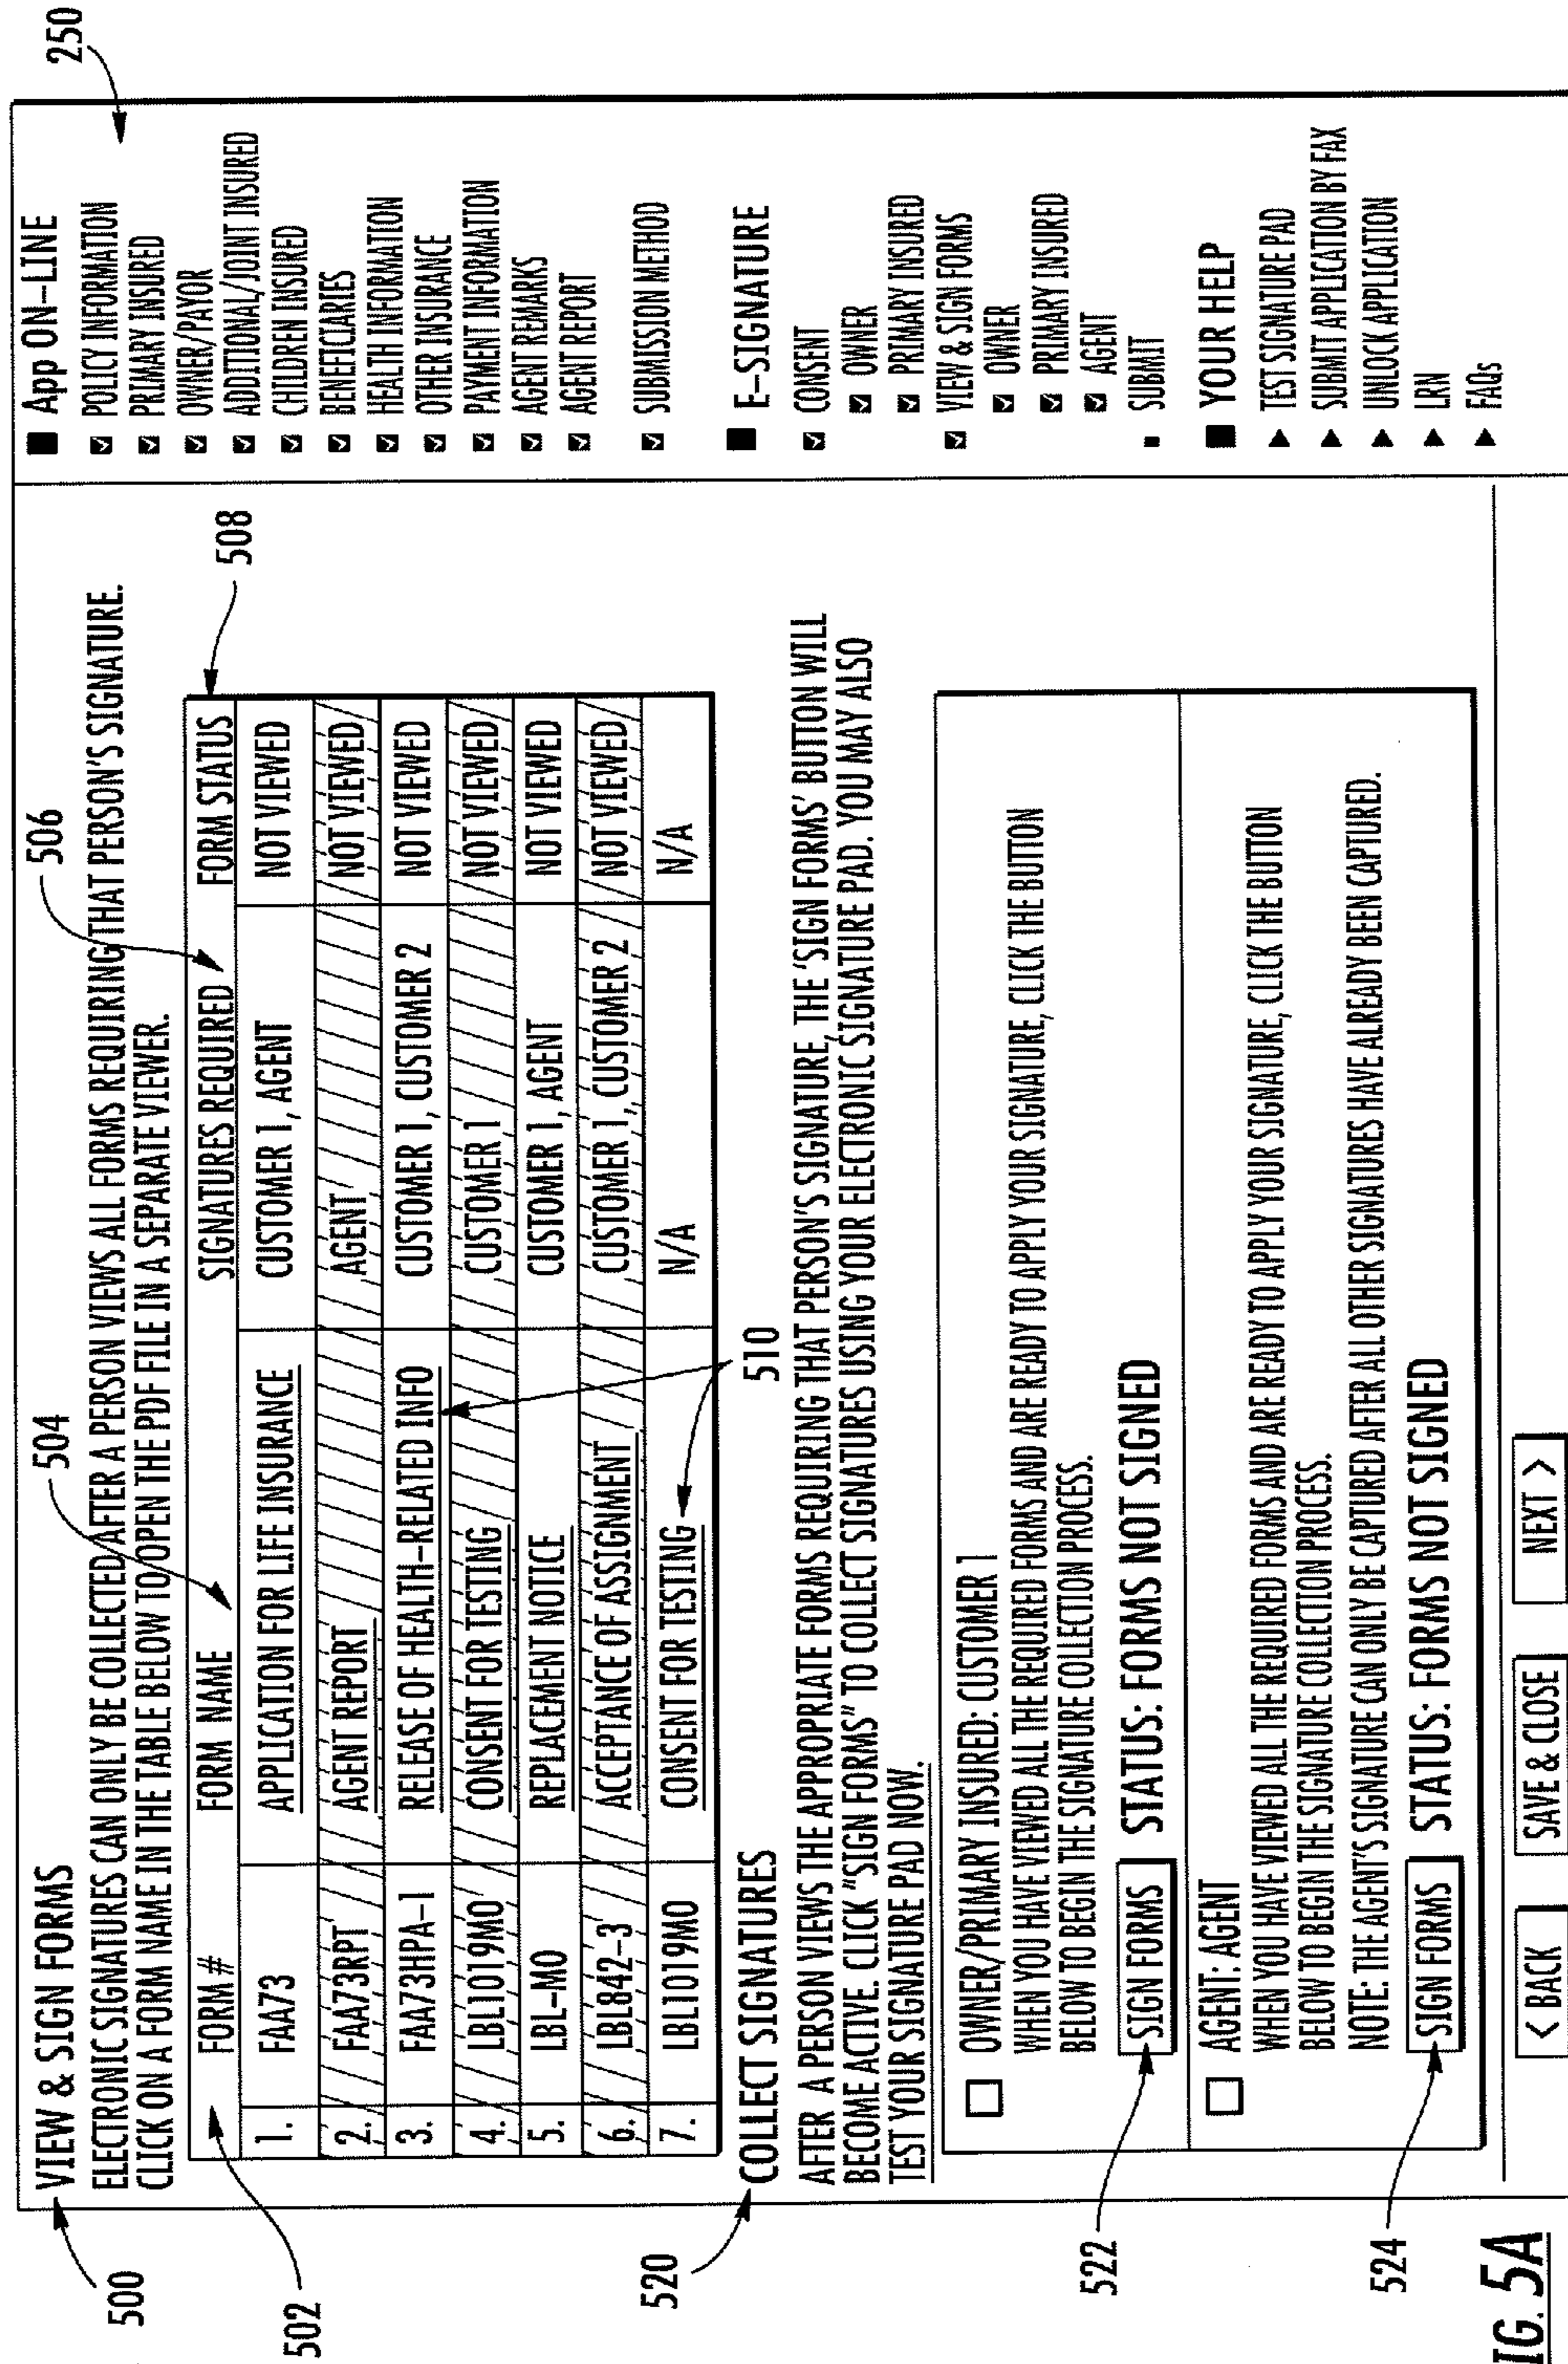 VIEW & SIGN FORMS
ELECTRONIC SIGNATURES CAN ONLY BE COLLECTED AFTER A PERSON VIEWS ALL FORMS REQUIRING THAT PERSON'S SIGNATURE.
CLICK ON A FORM NAME IN THE TABLE BELOW TO OPEN THE PDF FILE IN A SEPARATE VIEWER.
500
502
504
506
508
FORM # FORM NAME SIGNATURES REQUIRED FORM STATUS
1. FAA73 APPLICATION FOR LIFE INSURANCE CUSTOMER 1, AGENT NOT VIEWED
2. FAA73RPT AGENT REPORT AGENT NOT VIEWED
3. FAA73HPA-1 RELEASE OF HEALTH-RELATED INFO CUSTOMER 1, CUSTOMER 2 NOT VIEWED
4. LBL1019MO CONSENT FOR TESTING CUSTOMER 1 NOT VIEWED
5. LBL-MO REPLACEMENT NOTICE CUSTOMER 1, AGENT NOT VIEWED
6. LBL842-3 ACCEPTANCE OF ASSIGNMENT CUSTOMER 1, CUSTOMER 2 NOT VIEWED
7. LBL1019MO CONSENT FOR TESTING N/A N/A
510
520
COLLECT SIGNATURES
AFTER A PERSON VIEWS THE APPROPRIATE FORMS REQUIRING THAT PERSON'S SIGNATURE, THE 'SIGN FORMS' BUTTON WILL
BECOME ACTIVE. CLICK "SIGN FORMS" TO COLLECT SIGNATURES USING YOUR ELECTRONIC SIGNATURE PAD. YOU MAY ALSO
TEST YOUR SIGNATURE PAD NOW.
OWNER/PRIMARY INSURED: CUSTOMER 1
WHEN YOU HAVE VIEWED ALL THE REQUIRED FORMS AND ARE READY TO APPLY YOUR SIGNATURE, CLICK THE BUTTON
BELOW TO BEGIN THE SIGNATURE COLLECTION PROCESS.
522
SIGN FORMS STATUS: FORMS NOT SIGNED
AGENT: AGENT
WHEN YOU HAVE VIEWED ALL THE REQUIRED FORMS AND ARE READY TO APPLY YOUR SIGNATURE, CLICK THE BUTTON
BELOW TO BEGIN THE SIGNATURE COLLECTION PROCESS.
NOTE: THE AGENT'S SIGNATURE CAN ONLY BE CAPTURED AFTER ALL OTHER SIGNATURES HAVE ALREADY BEEN CAPTURED.
524
SIGN FORMS STATUS: FORMS NOT SIGNED
< BACK SAVE & CLOSE NEXT >
250
App ON-LINE
POLICY INFORMATION
PRIMARY INSURED
OWNER/PAYOR
ADDITIONAL/JOINT INSURED
CHILDREN INSURED
BENEFICIARIES
HEALTH INFORMATION
OTHER INSURANCE
PAYMENT INFORMATION
AGENT REMARKS
AGENT REPORT
SUBMISSION METHOD
E-SIGNATURE
CONSENT
OWNER
PRIMARY INSURED
VIEW & SIGN FORMS
OWNER
PRIMARY INSURED
AGENT
SUBMIT
YOUR HELP
TEST SIGNATURE PAD
SUBMIT APPLICATION BY FAX
UNLOCK APPLICATION
LRN
FAQs
IG. 5A